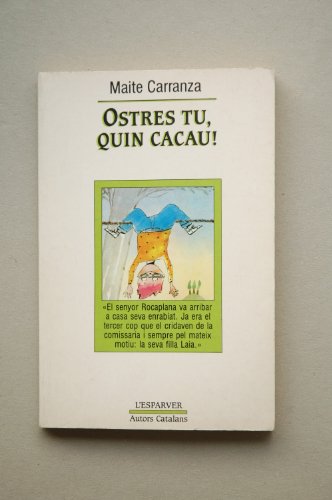 Maite Carranza
OSTRES TU,
QUIN CACAU!
«El senyor Rocaplana va arribar
a casa seva enrabiat. Ja era el
tercer cop que el cridaven de la
comissaria i sempre pel mateix
motiu: la seva filla Laia.»
L'ESPARVER
Autors Catalans